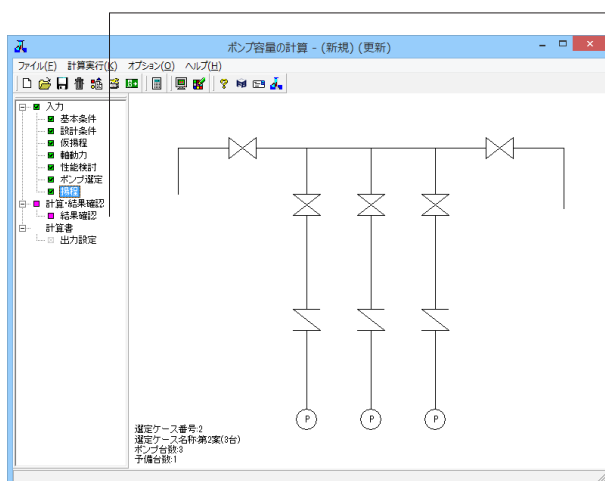 ポンプ容量の計算 - (新規) (更新)
ファイル(F) 計算実行(K) オプション(O) ヘルプ(H)
入力
基本条件
設計条件
仮揚程
軸動力
性能検討
ポンプ選定
揚程
計算・結果確認
結果確認
計算書
出力設定
P P P
選定ケース番号:2
選定ケース名称:第2案(3台)
ポンプ台数:3
予備台数:1